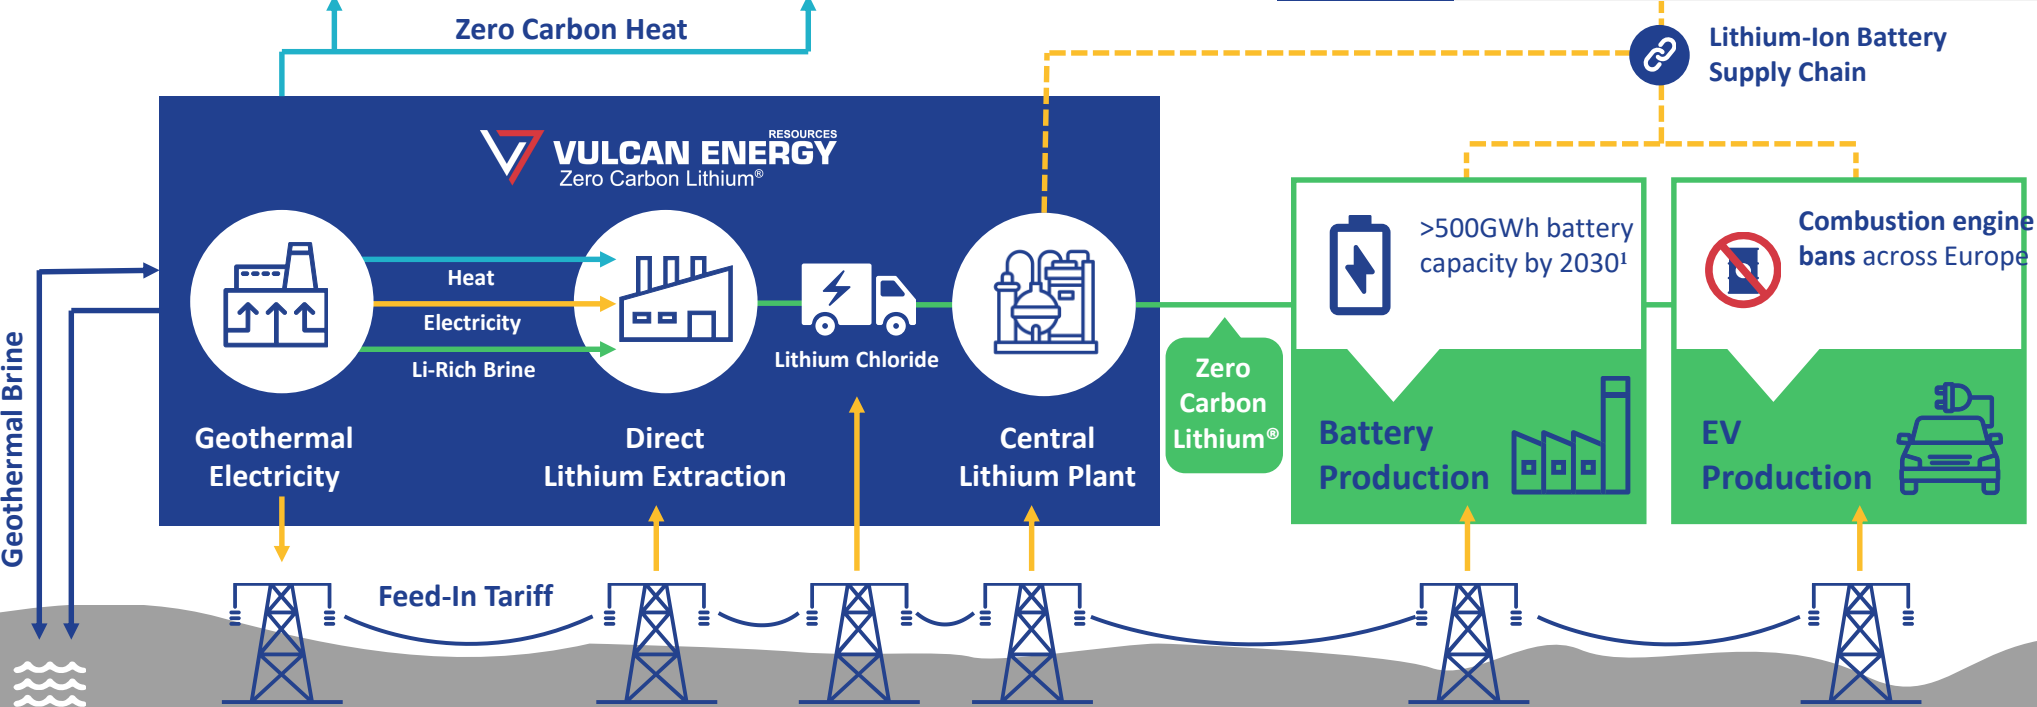 Zero Carbon Heat
Lithium-Ion Battery
Supply Chain
RESOURCES
VULCAN ENERGY
Zero Carbon Lithium®
Heat
Electricity
Li-Rich Brine
Lithium Chloride
Geothermal
Electricity
Direct
Lithium Extraction
Central
Lithium Plant
Zero
Carbon
Lithium®
>500GWh battery
capacity by 2030¹
Battery
Production
Combustion engine
bans across Europe
EV
Production
Geothermal Brine
Feed-In Tariff